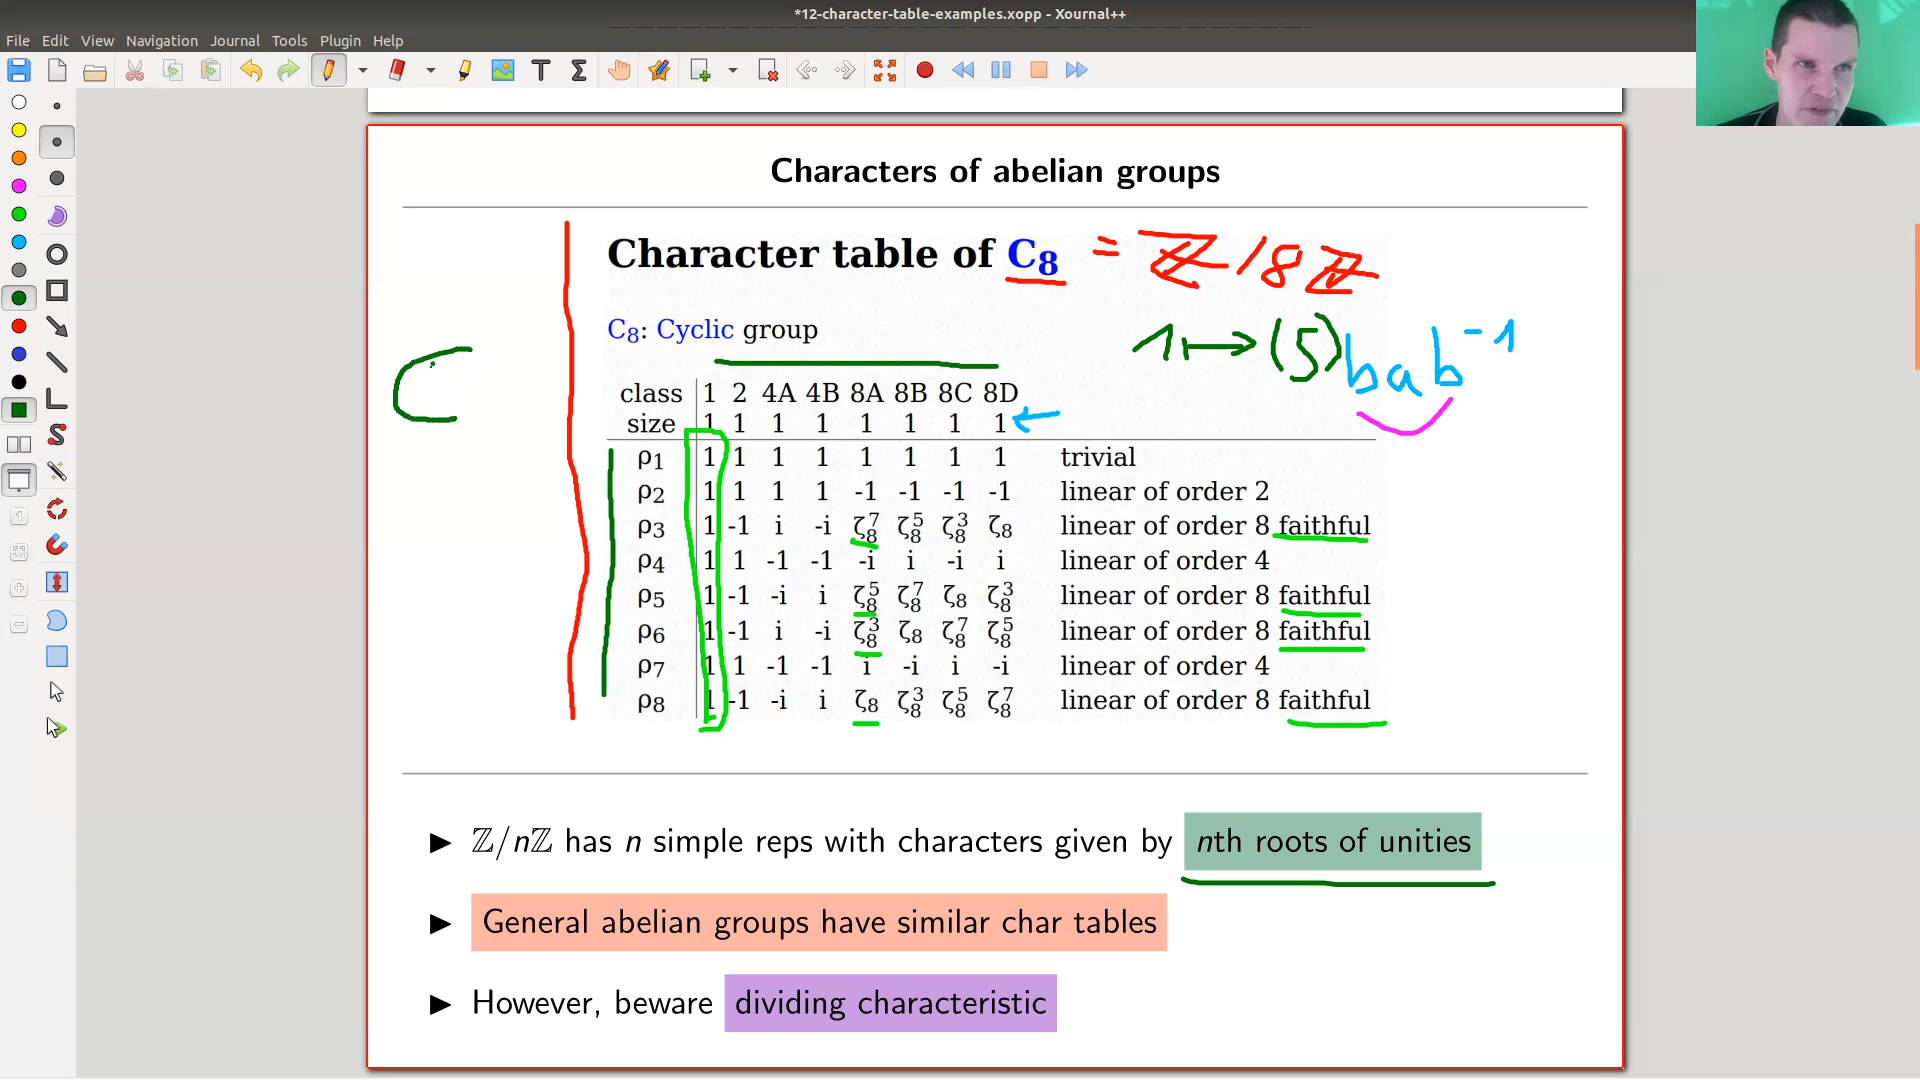 *12-character-table-examples.xopp - Xournal++
File Edit View Navigation Journal Tools Plugin Help
Characters of abelian groups
Character table of C₈ = ℤ/8ℤ
C₈: Cyclic group
1 ↦ (5) bab⁻¹
C
class 1 2 4A 4B 8A 8B 8C 8D
size 1 1 1 1 1 1 1 1
ρ₁ 1 1 1 1 1 1 1 1 trivial
ρ₂ 1 1 1 1 -1 -1 -1 -1 linear of order 2
ρ₃ 1 -1 i -i ζ₈⁷ ζ₈⁵ ζ₈³ ζ₈ linear of order 8 faithful
ρ₄ 1 1 -1 -1 -i i -i i linear of order 4
ρ₅ 1 -1 -i i ζ₈⁵ ζ₈⁷ ζ₈ ζ₈³ linear of order 8 faithful
ρ₆ 1 -1 i -i ζ₈³ ζ₈ ζ₈⁷ ζ₈⁵ linear of order 8 faithful
ρ₇ 1 1 -1 -1 i -i i -i linear of order 4
ρ₈ 1 -1 -i i ζ₈ ζ₈³ ζ₈⁵ ζ₈⁷ linear of order 8 faithful
► ℤ/nℤ has n simple reps with characters given by nth roots of unities
► General abelian groups have similar char tables
► However, beware dividing characteristic